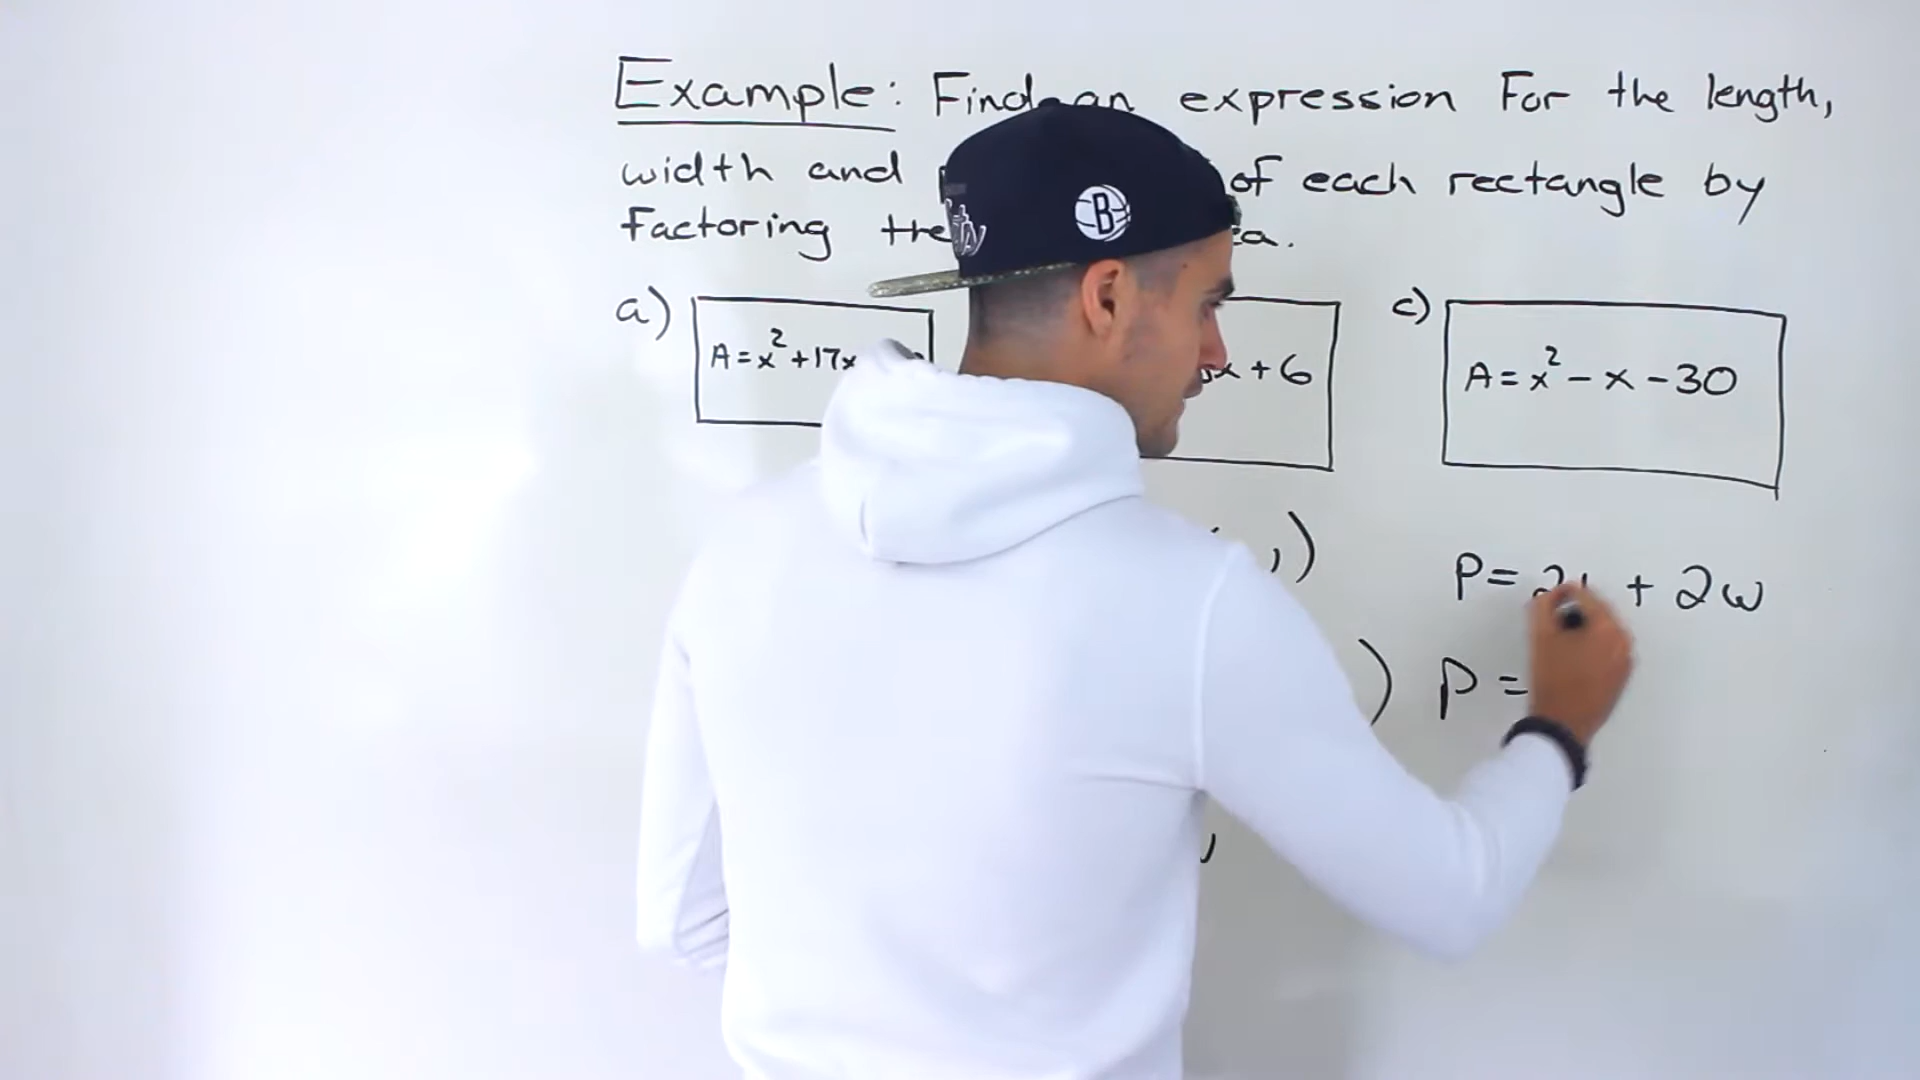 Example: Find an expression For the length,
width and of each rectangle by
factoring the
a) A=x²+17x +6 c) A=x²-x-30
B
P=2l+2w
P=